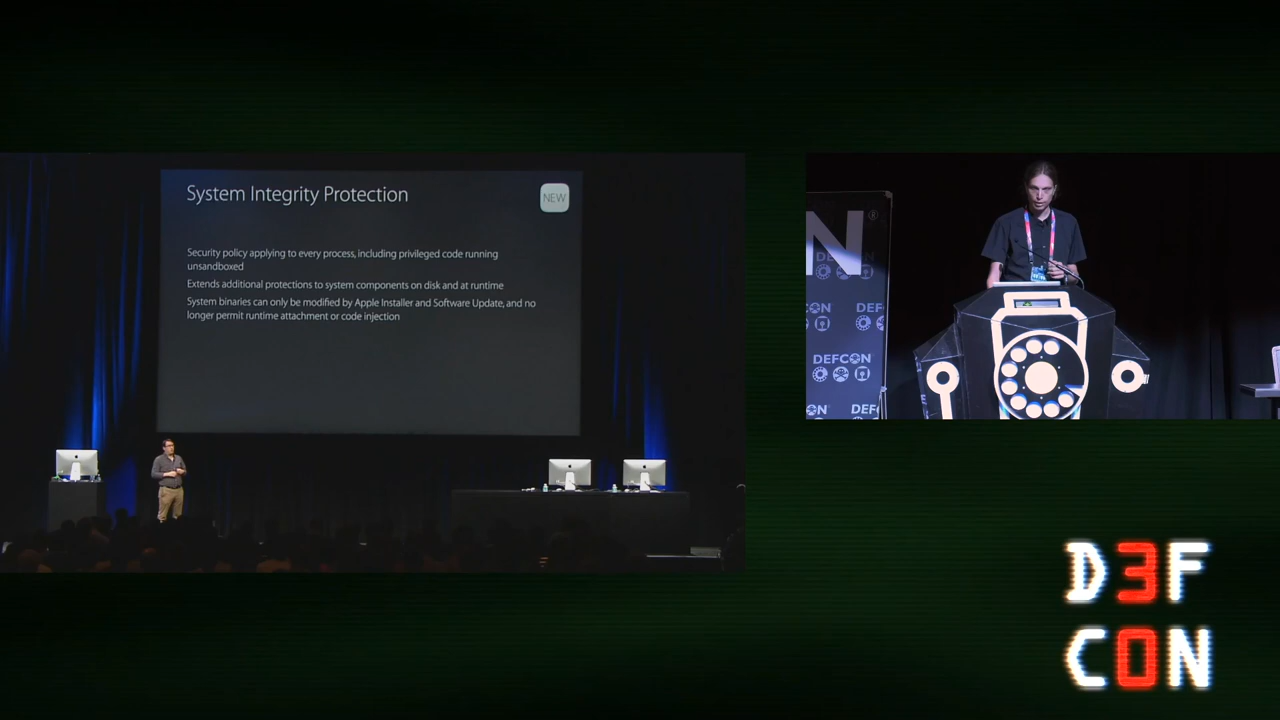 System Integrity Protection
NEW
Security policy applying to every process, including privileged code running
unsandboxed
Extends additional protections to system components on disk and at runtime
System binaries can only be modified by Apple Installer and Software Update, and no
longer permit runtime attachment or code injection
N
®
DEFCON
D3F
CON